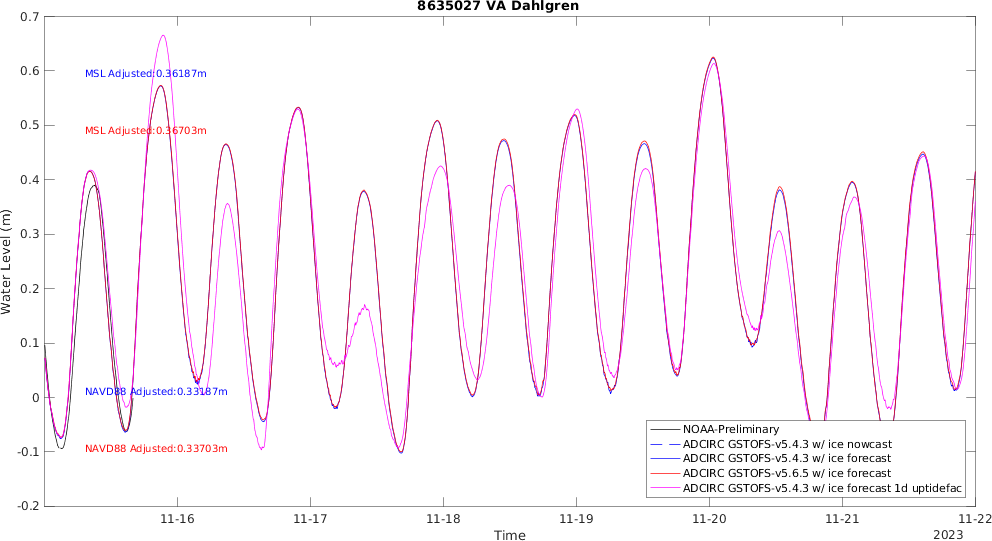 8635027 VA Dahlgren
0.7
0.6
0.5
0.4
0.3
0.2
0.1
0
-0.1
-0.2
Water Level (m)
MSL Adjusted:0.36187m
MSL Adjusted:0.36703m
NAVD88 Adjusted:0.33187m
NAVD88 Adjusted:0.33703m
NOAA-Preliminary
ADCIRC GSTOFS-v5.4.3 w/ ice nowcast
ADCIRC GSTOFS-v5.4.3 w/ ice forecast
ADCIRC GSTOFS-v5.6.5 w/ ice forecast
ADCIRC GSTOFS-v5.4.3 w/ ice forecast 1d uptidefac
11-16 11-17 11-18 11-19 11-20 11-21 11-22
Time
2023